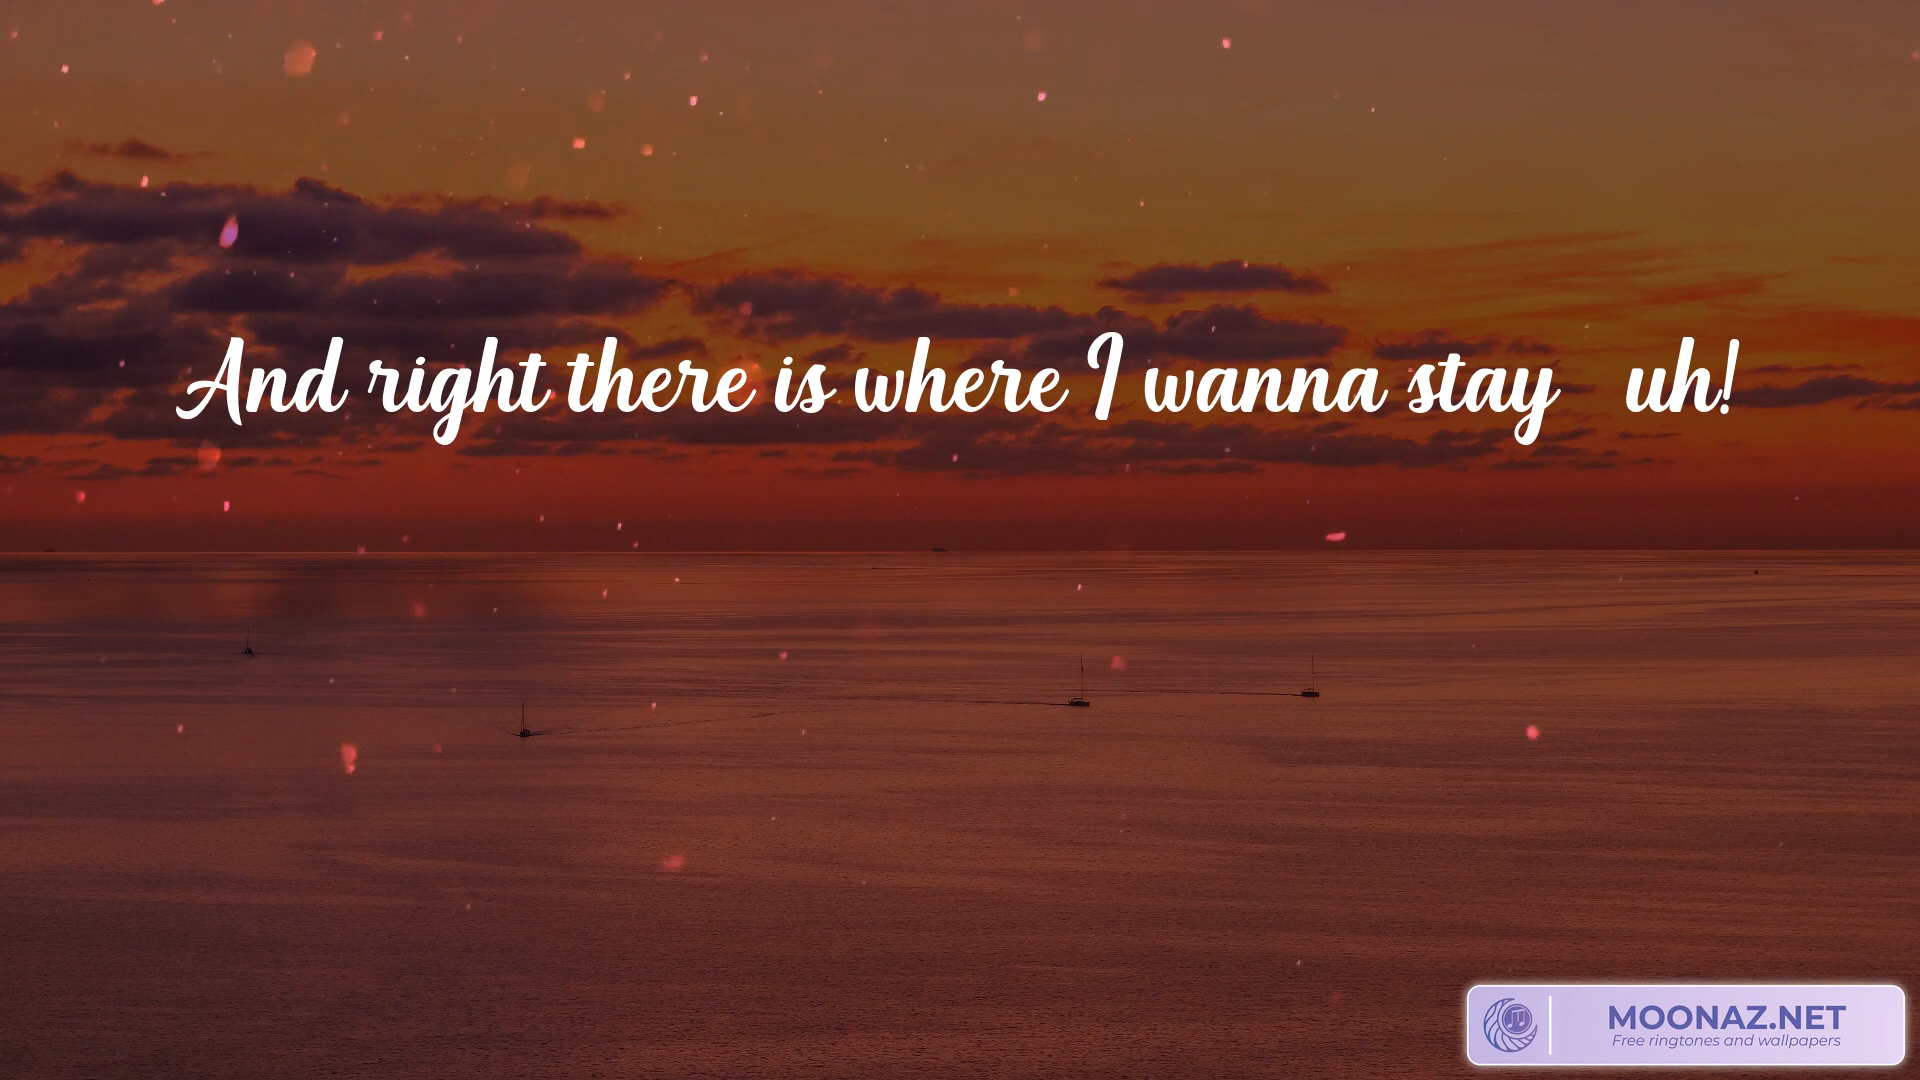 And right there is where I wanna stay uh!
MOONAZ.NET
Free ringtones and wallpapers